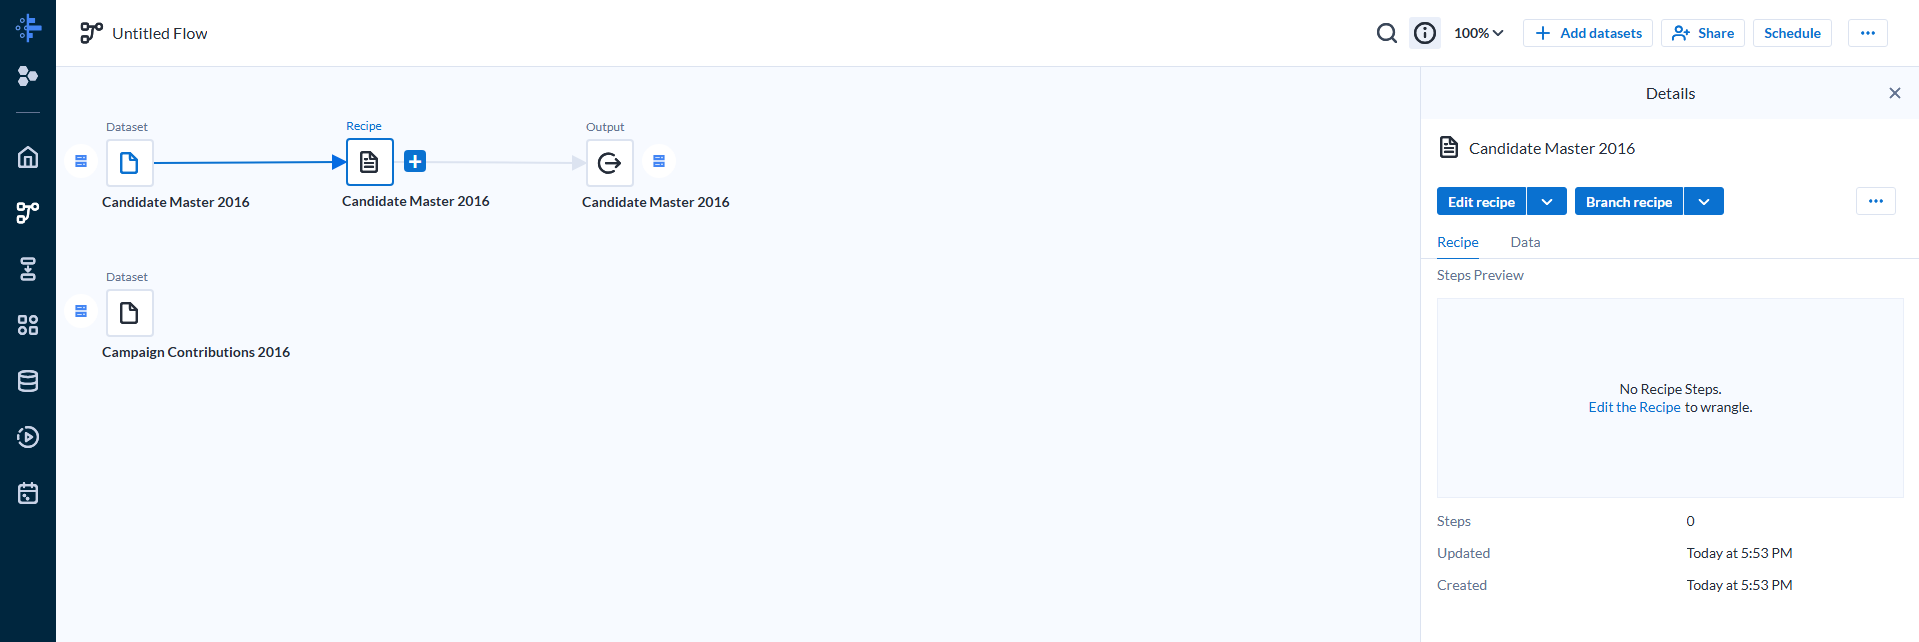 Untitled Flow
100%
Add datasets
Share
Schedule
Details
Dataset
Recipe
Output
Candidate Master 2016
Candidate Master 2016
Candidate Master 2016
Dataset
Campaign Contributions 2016
Candidate Master 2016
Edit recipe
Branch recipe
Recipe
Data
Steps Preview
No Recipe Steps.
Edit the Recipe to wrangle.
Steps 0
Updated Today at 5:53 PM
Created Today at 5:53 PM